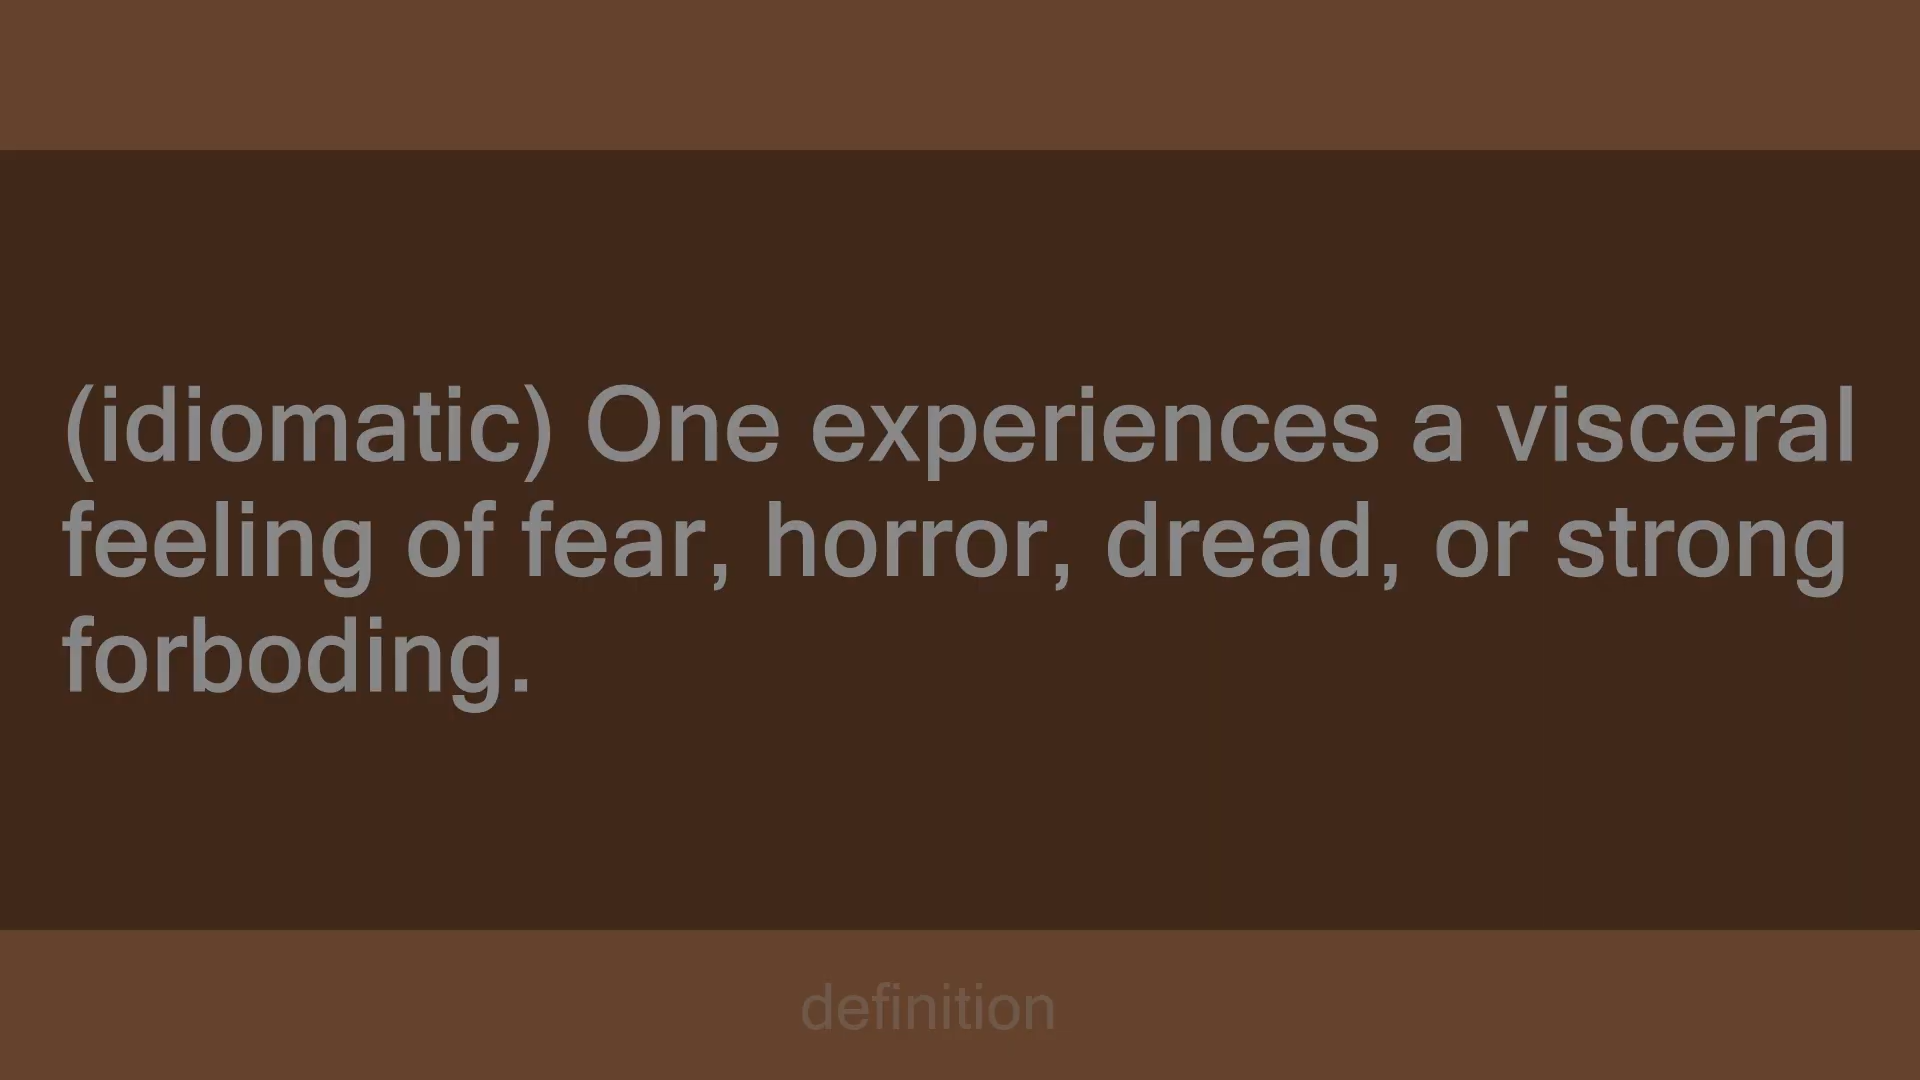 (idiomatic) One experiences a visceral
feeling of fear, horror, dread, or strong
forboding.
definition